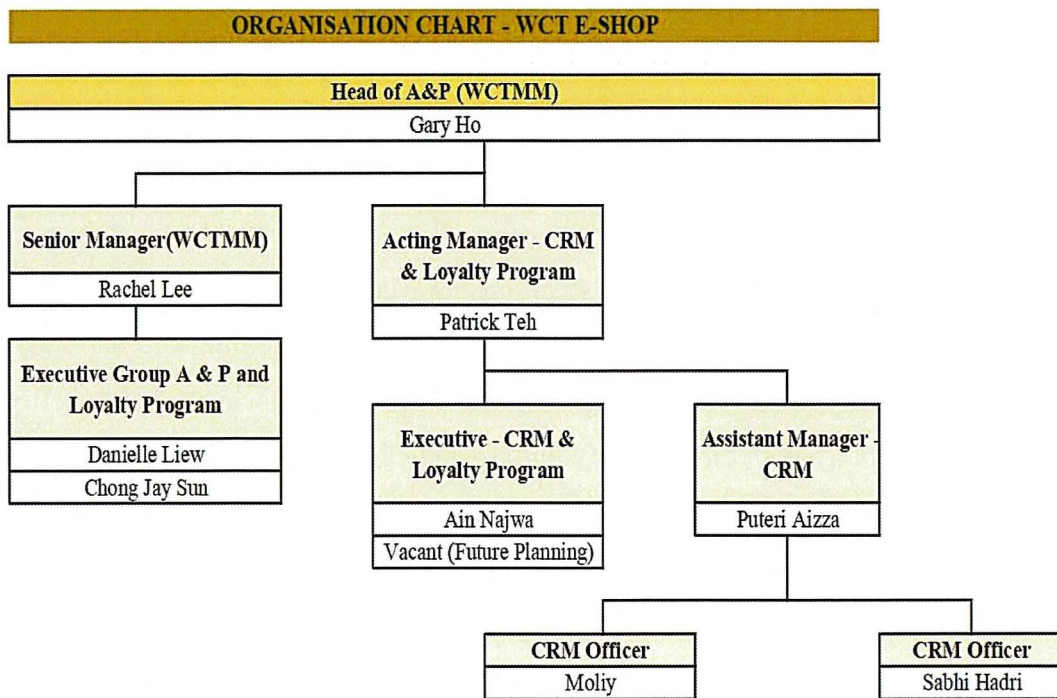 ORGANISATION CHART - WCT E-SHOP
Head of A&P (WCTMM)
Gary Ho
Senior Manager(WCTMM)
Rachel Lee
Executive Group A & P and
Loyalty Program
Danielle Liew
Chong Jay Sun
Acting Manager - CRM
& Loyalty Program
Patrick Teh
Executive - CRM &
Loyalty Program
Ain Najwa
Vacant (Future Planning)
Assistant Manager -
CRM
Puteri Aizza
CRM Officer
Moliy
CRM Officer
Sabhi Hadri